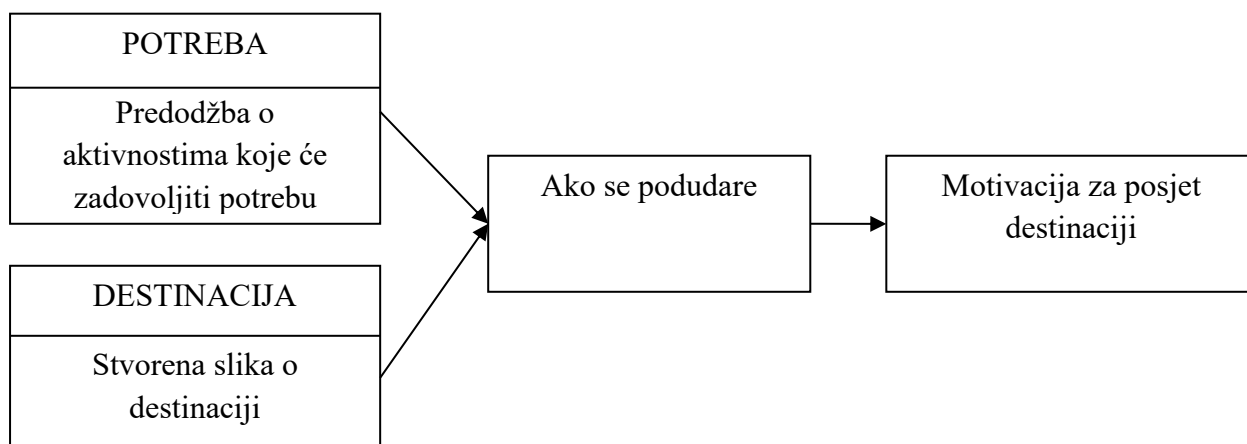 POTREBA
Predodžba o
aktivnostima koje će
zadovoljiti potrebu
DESTINACIJA
Stvorena slika o
destinaciji
Ako se podudare
Motivacija za posjet
destinaciji